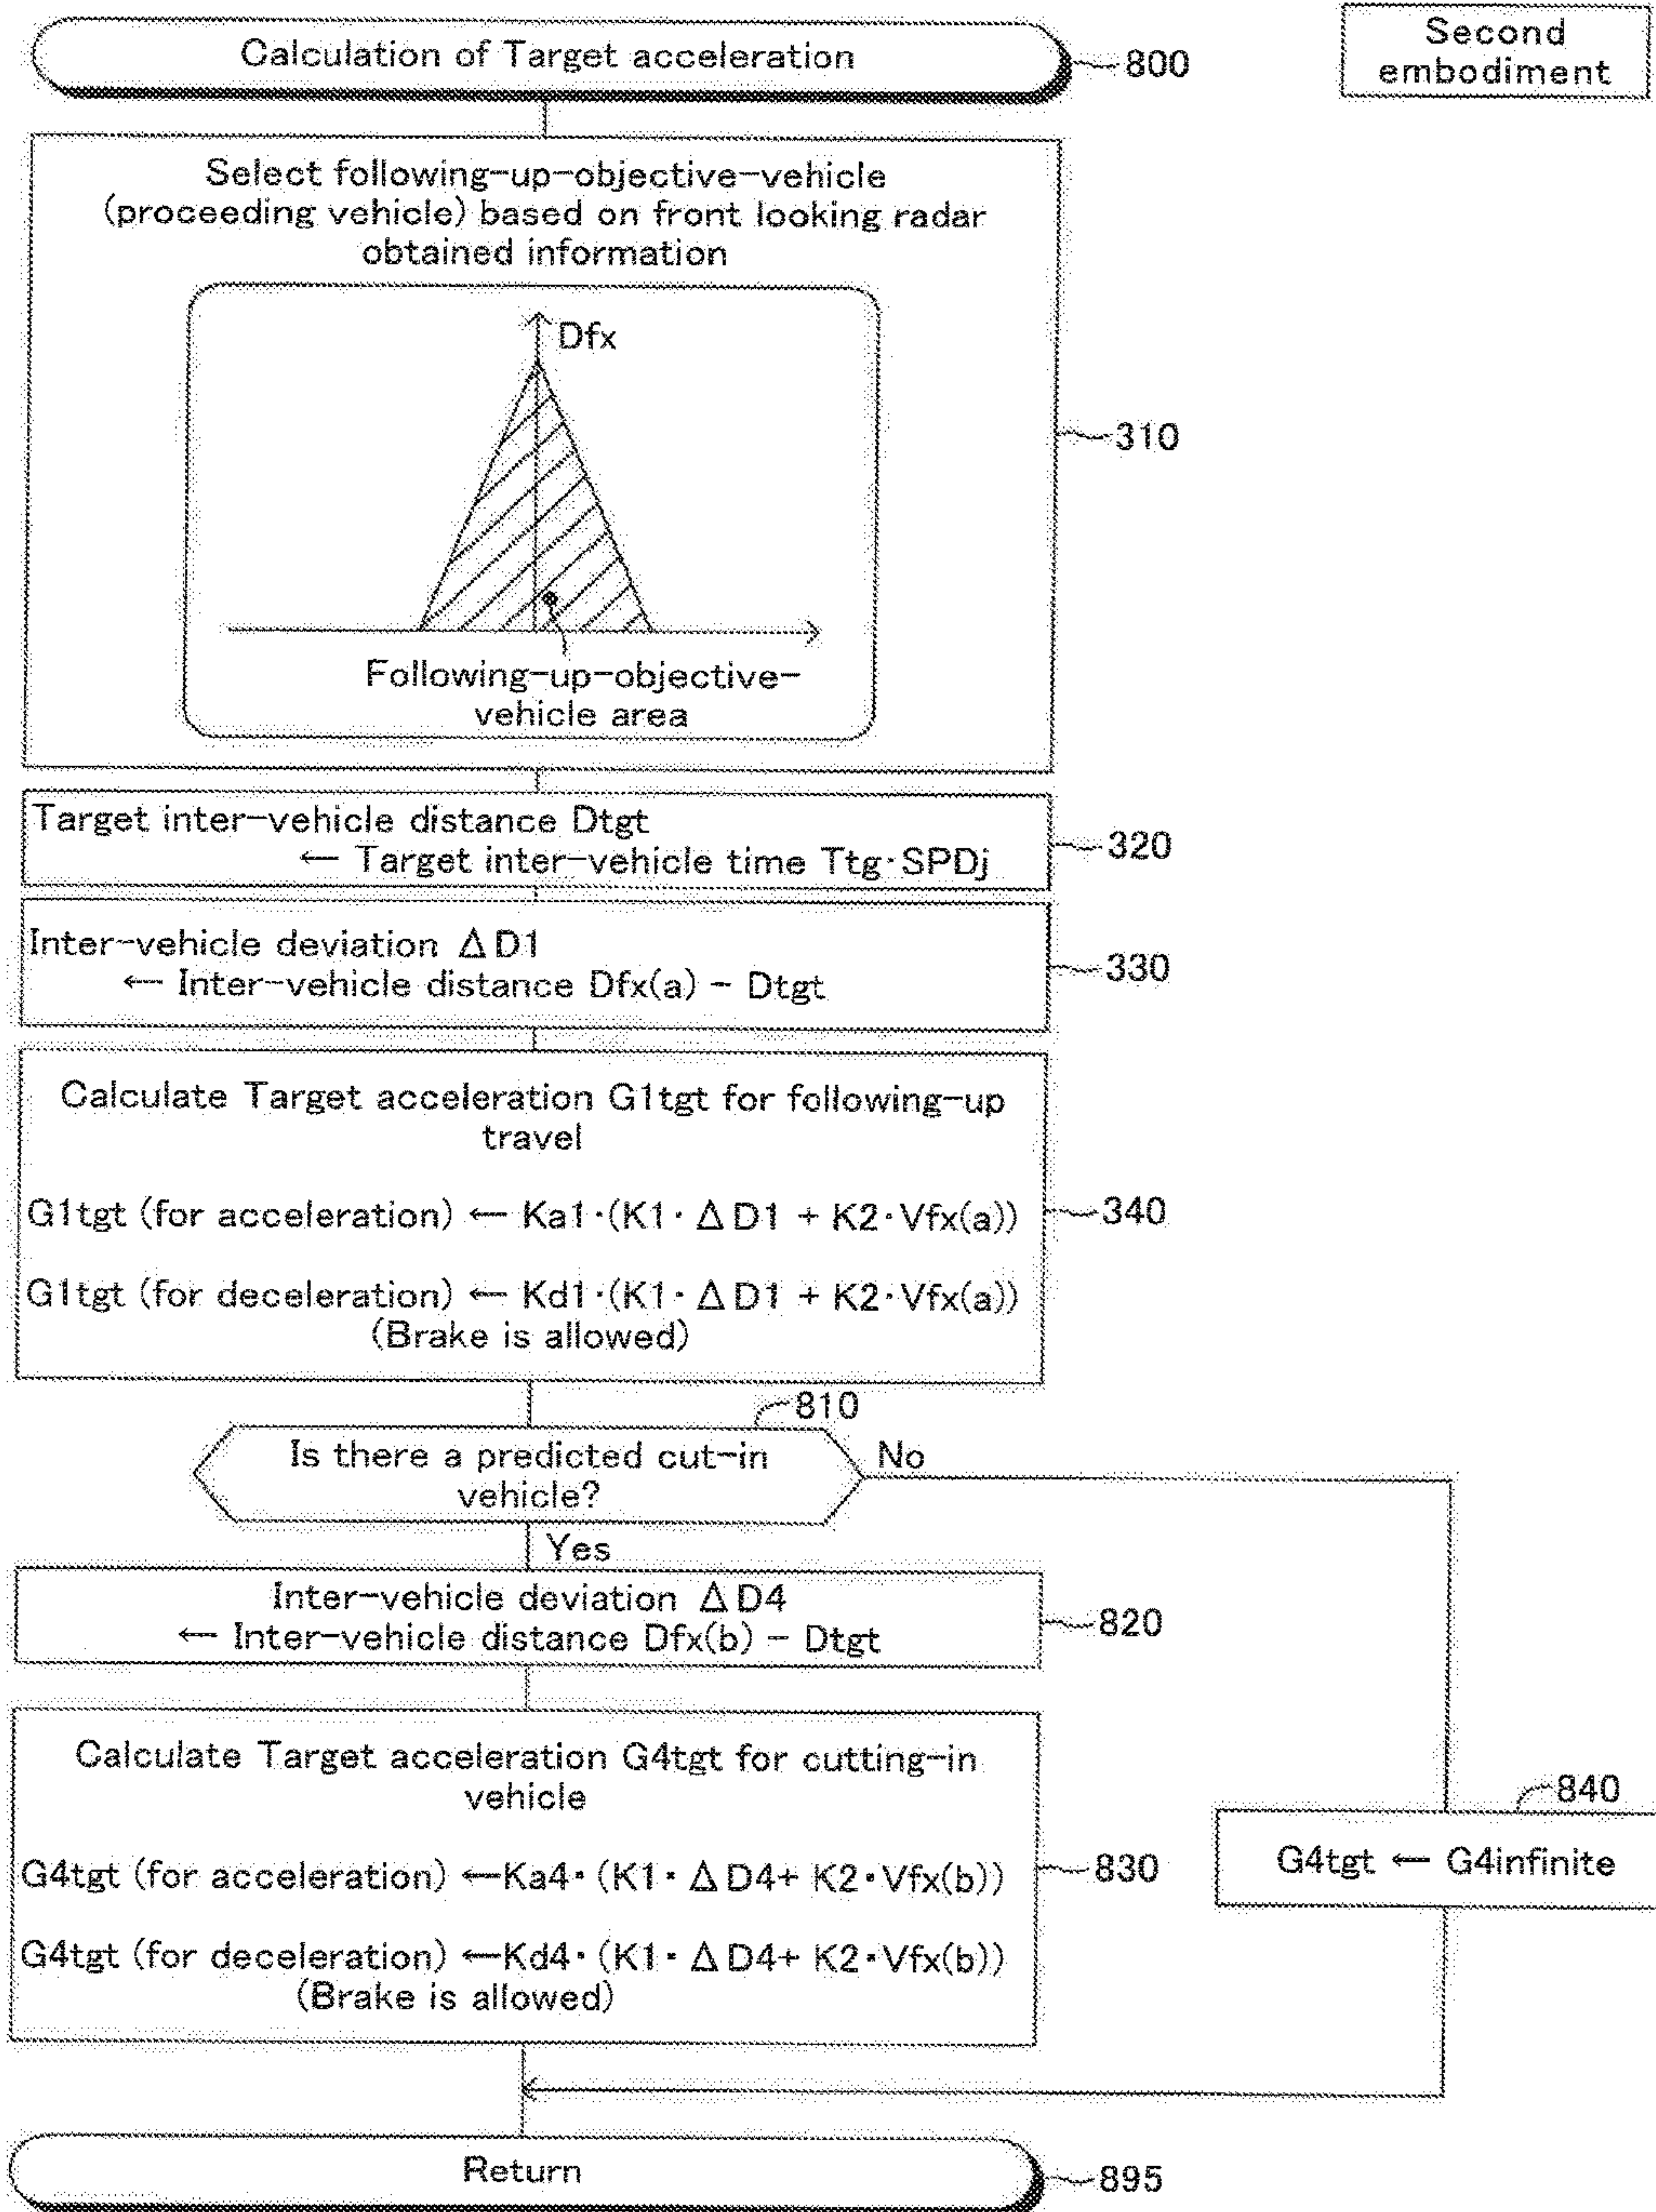 Calculation of Target acceleration
800
Second
embodiment
Select following-up-objective-vehicle
(proceeding vehicle) based on front looking radar
obtained information
Dfx
310
Following-up-objective-
vehicle area
Target inter-vehicle distance Dtgt
← Target inter-vehicle time Ttg·SPDj
320
Inter-vehicle deviation ΔD1
← Inter-vehicle distance Dfx(a) - Dtgt
330
Calculate Target acceleration G1tgt for following-up
travel
G1tgt (for acceleration) ← Ka1·(K1·ΔD1 + K2·Vfx(a))
340
G1tgt (for deceleration) ← Kd1·(K1·ΔD1 + K2·Vfx(a))
(Brake is allowed)
810
Is there a predicted cut-in
vehicle?
No
Yes
Inter-vehicle deviation ΔD4
← Inter-vehicle distance Dfx(b) - Dtgt
820
Calculate Target acceleration G4tgt for cutting-in
vehicle
840
G4tgt ← G4infinite
G4tgt (for acceleration) ←Ka4·(K1·ΔD4+ K2·Vfx(b))
830
G4tgt (for deceleration) ←Kd4·(K1·ΔD4+ K2·Vfx(b))
(Brake is allowed)
Return
895